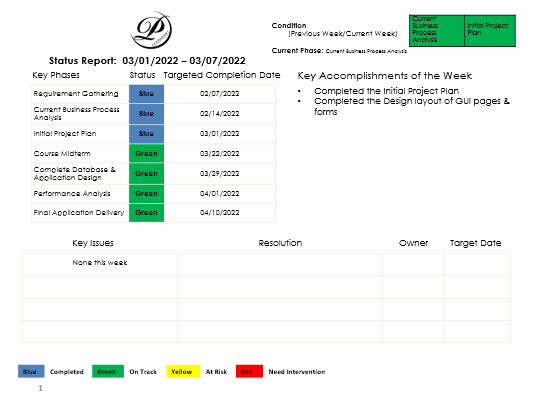 Condition
(Previous Week/Current Week)
Current
Business
Process
Analysis
Initial Project
Plan
Current Phase: Current Business Process Analysis
Status Report: 03/01/2022 – 03/07/2022
Key Phases Status Targeted Completion Date
Requirement Gathering Blue 02/07/2022
Current Business Process
Analysis Blue 02/14/2022
Initial Project Plan Blue 03/01/2022
Course Midterm Green 03/22/2022
Complete Database &
Application Design Green 03/29/2022
Performance Analysis Green 04/01/2022
Final Application Delivery Green 04/10/2022
Key Accomplishments of the Week
• Completed the Initial Project Plan
• Completed the Design layout of GUI pages &
forms
Key Issues Resolution Owner Target Date
None this week
Blue Completed Green On Track Yellow At Risk Red Need Intervention
1